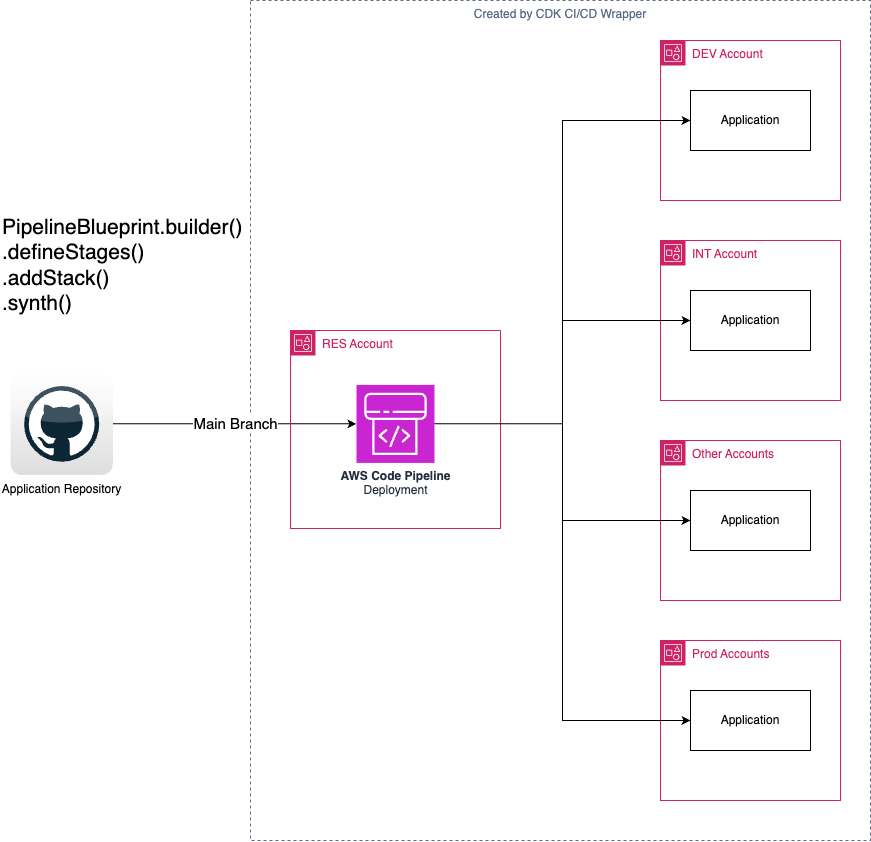 Created by CDK CI/CD Wrapper
DEV Account
Application
PipelineBlueprint.builder()
.defineStages()
.addStack()
.synth()
INT Account
Application
RES Account
Main Branch
AWS Code Pipeline
Deployment
Application Repository
Other Accounts
Application
Prod Accounts
Application